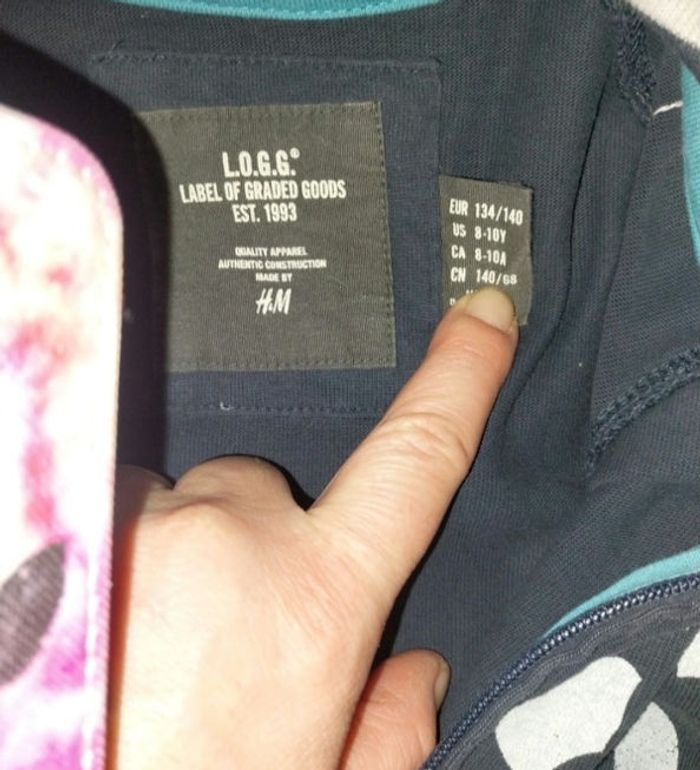 L.O.G.G.®
LABEL OF GRADED GOODS
EST. 1993
QUALITY APPAREL
AUTHENTIC CONSTRUCTION
MADE BY
H&M
EUR 134/140
US 8-10Y
CA 8-10A
CN 140/68